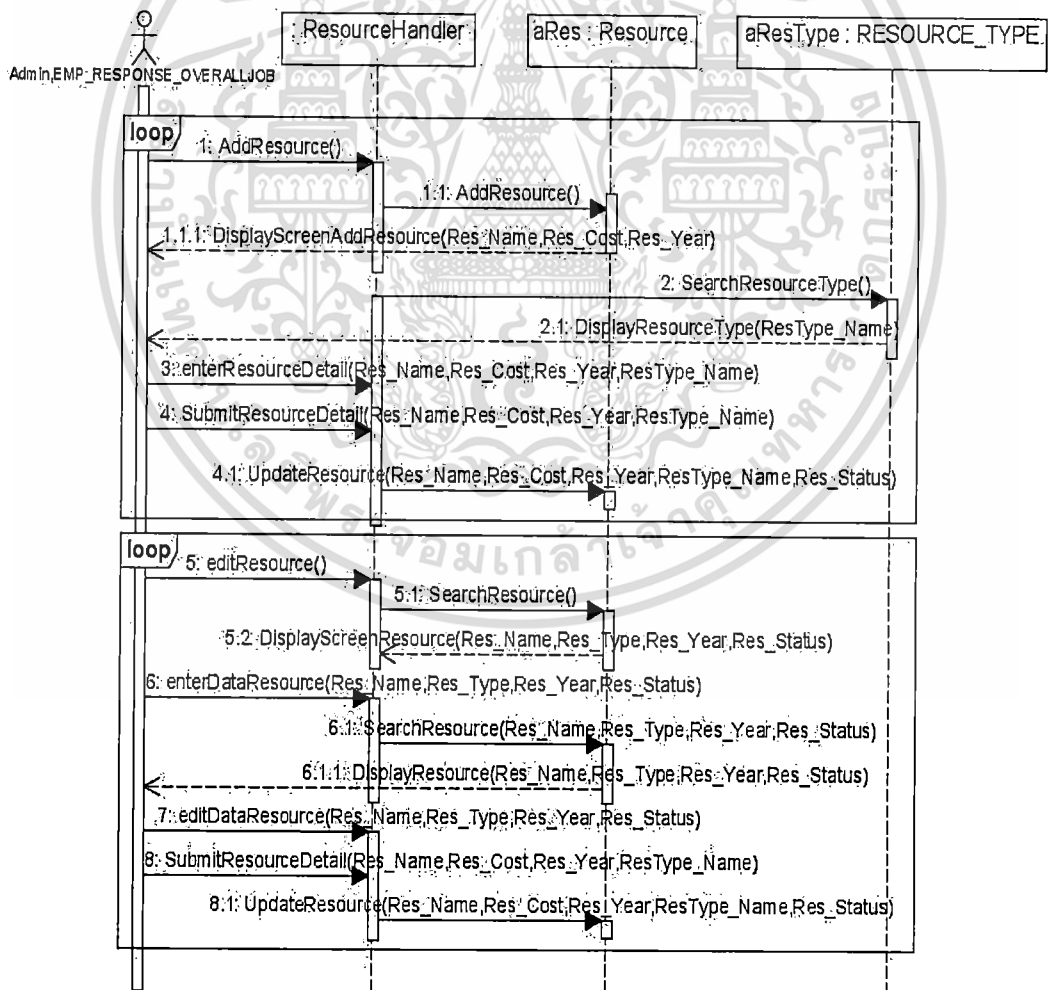 : ResourceHandler
aRes : Resource
aResType : RESOURCE_TYPE
Admin,EMP_RESPONSE_OVERALLJOB
loop
1: AddResource()
1.1: AddResource()
1.1.1: DisplayScreenAddResource(Res_Name,Res_Cost,Res_Year)
2: SearchResourceType()
2.1: DisplayResourceType(ResType_Name)
3: enterResourceDetail(Res_Name,Res_Cost,Res_Year,ResType_Name)
4: SubmitResourceDetail(Res_Name,Res_Cost,Res_Year,ResType_Name)
4.1: UpdateResource(Res_Name,Res_Cost,Res_Year,ResType_Name,Res_Status)
loop
5: editResource()
5.1: SearchResource()
5.2: DisplayScreenResource(Res_Name,Res_Type,Res_Year,Res_Status)
6: enterDataResource(Res_Name,Res_Type,Res_Year,Res_Status)
6.1: SearchResource(Res_Name,Res_Type,Res_Year,Res_Status)
6.1.1: DisplayResource(Res_Name,Res_Type,Res_Year,Res_Status)
7: editDataResource(Res_Name,Res_Type,Res_Year,Res_Status)
8: SubmitResourceDetail(Res_Name,Res_Cost,Res_Year,ResType_Name)
8.1: UpdateResource(Res_Name,Res_Cost,Res_Year,ResType_Name,Res_Status)